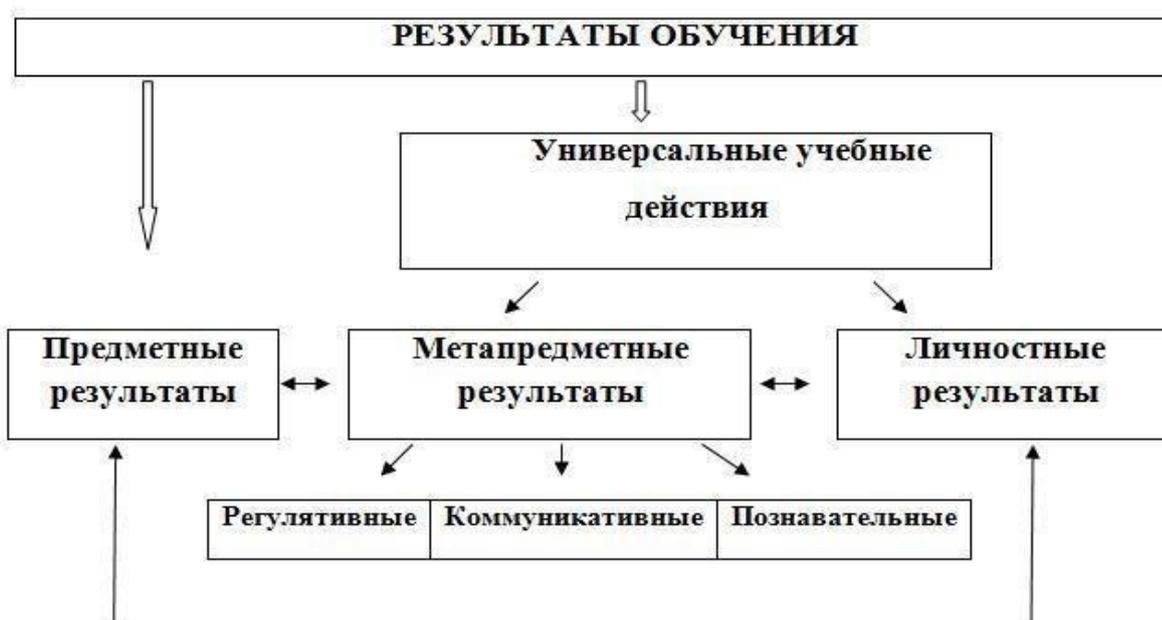 РЕЗУЛЬТАТЫ ОБУЧЕНИЯ
Универсальные учебные
действия
Предметные
результаты
Метапредметные
результаты
Личностные
результаты
Регулятивные
Коммуникативные
Познавательные